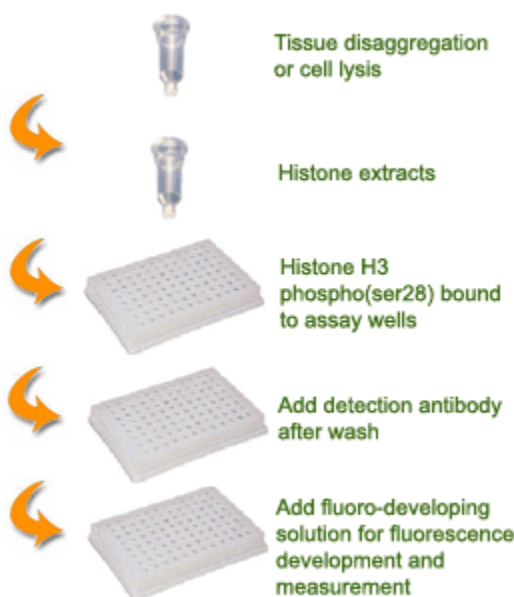 Tissue disaggregation
or cell lysis
Histone extracts
Histone H3
phospho(ser28) bound
to assay wells
Add detection antibody
after wash
Add fluoro-developing
solution for fluorescence
development and
measurement